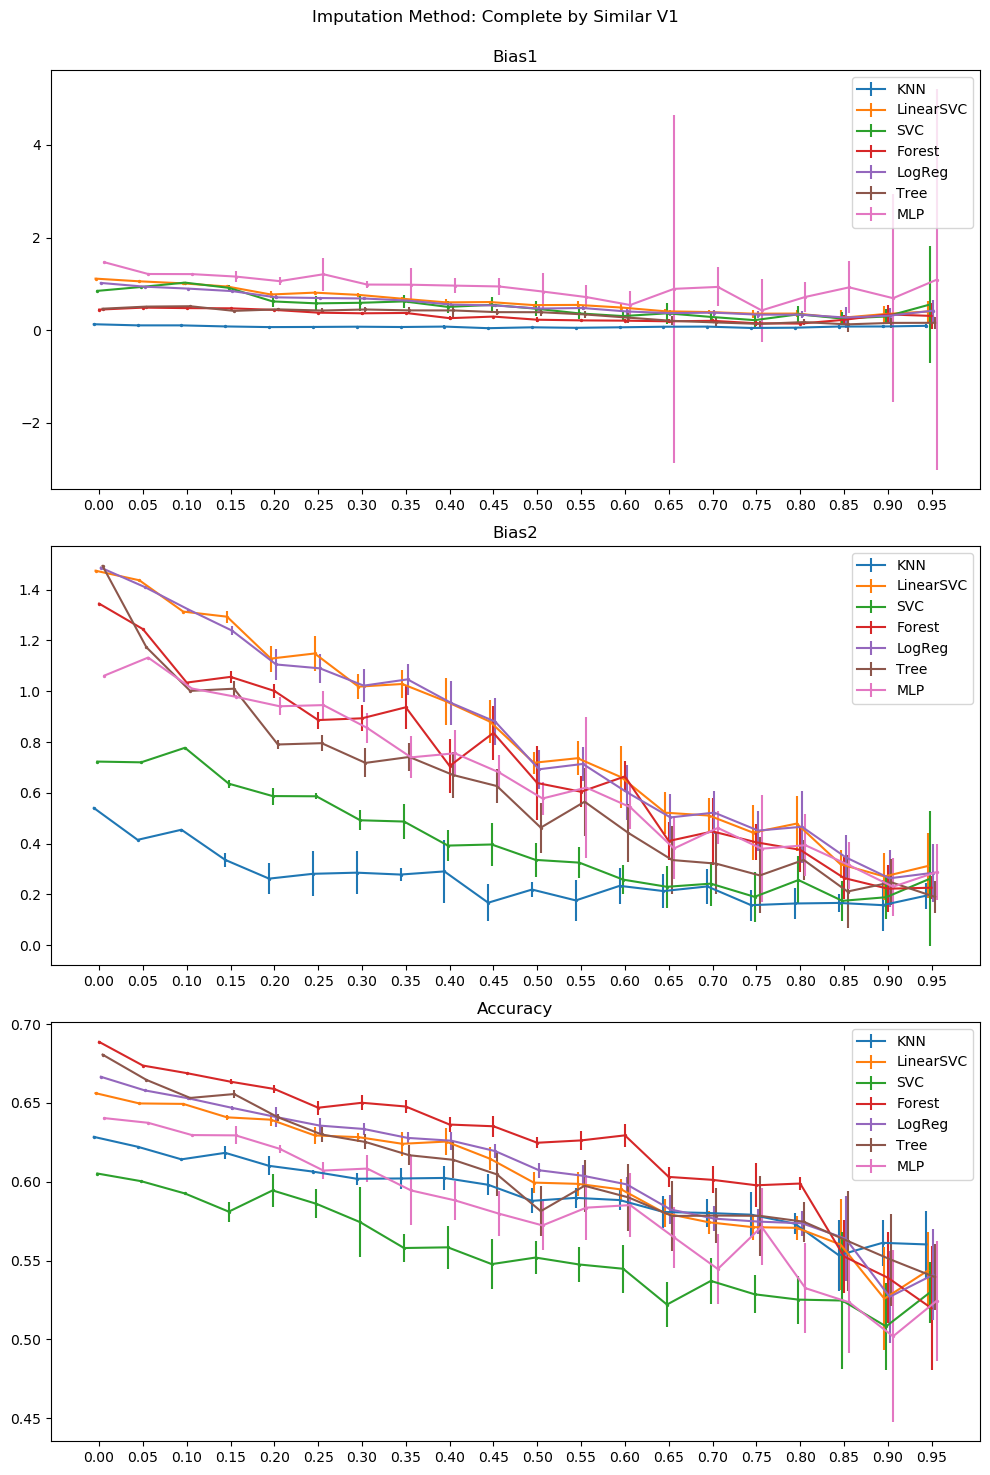 Imputation Method: Complete by Similar V1
Bias1
KNN
LinearSVC
SVC
Forest
LogReg
Tree
MLP
4
2
0
−2
0.00 0.05 0.10 0.15 0.20 0.25 0.30 0.35 0.40 0.45 0.50 0.55 0.60 0.65 0.70 0.75 0.80 0.85 0.90 0.95
Bias2
KNN
LinearSVC
SVC
Forest
LogReg
Tree
MLP
1.4
1.2
1.0
0.8
0.6
0.4
0.2
0.0
0.00 0.05 0.10 0.15 0.20 0.25 0.30 0.35 0.40 0.45 0.50 0.55 0.60 0.65 0.70 0.75 0.80 0.85 0.90 0.95
Accuracy
KNN
LinearSVC
SVC
Forest
LogReg
Tree
MLP
0.70
0.65
0.60
0.55
0.50
0.45
0.00 0.05 0.10 0.15 0.20 0.25 0.30 0.35 0.40 0.45 0.50 0.55 0.60 0.65 0.70 0.75 0.80 0.85 0.90 0.95